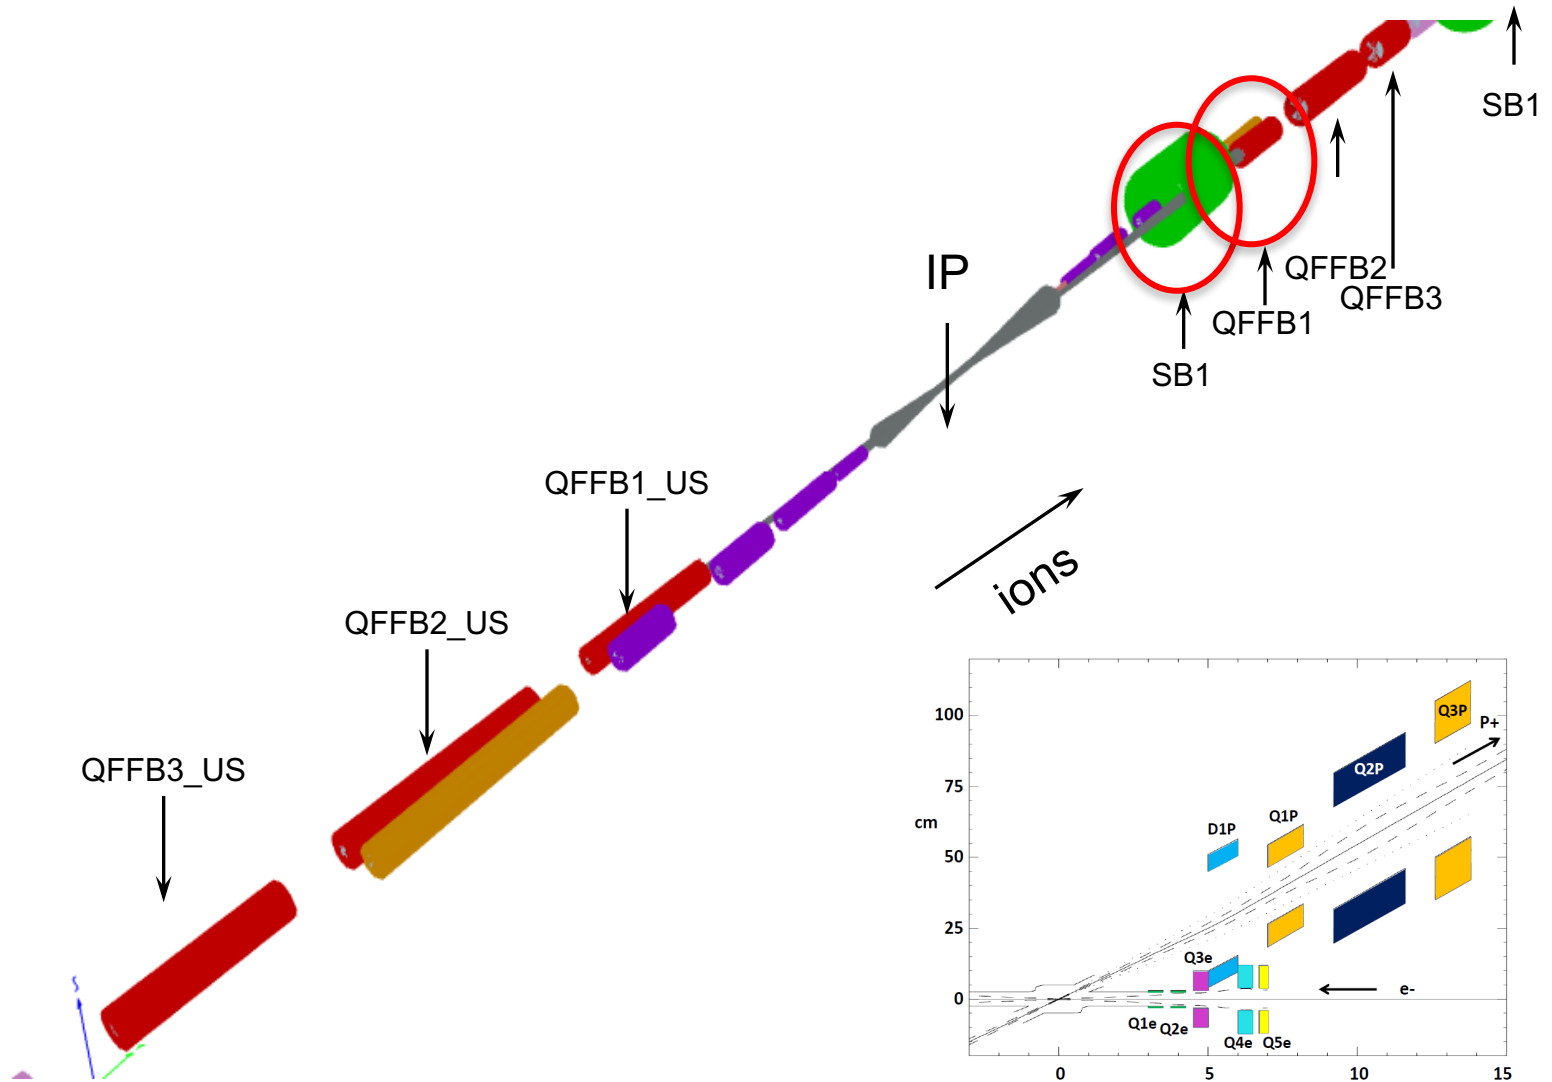 SB1
IP
QFFB2
QFFB3
QFFB1
SB1
QFFB1_US
ions
QFFB2_US
QFFB3_US
100
75
cm
50
25
0
Q3P
P+
Q2P
Q1P
D1P
Q3e
e-
Q1e
Q2e
Q4e
Q5e
0
5
10
15